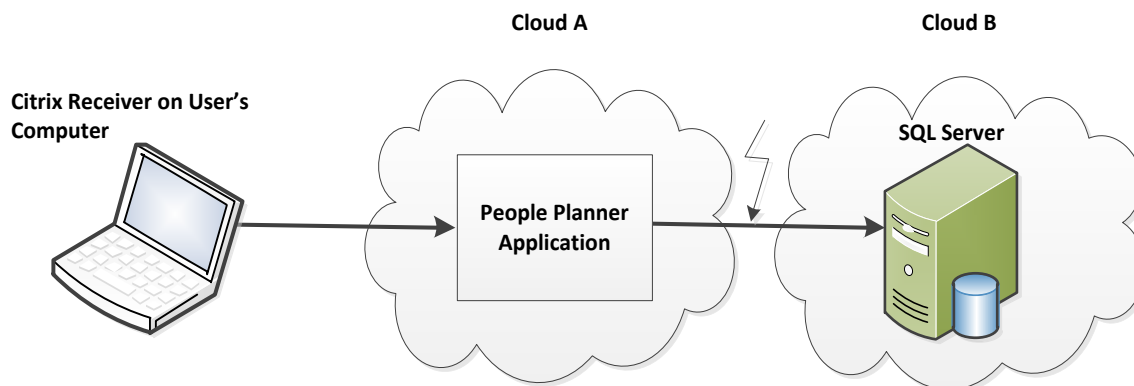 Cloud A
Cloud B
Citrix Receiver on User's
Computer
SQL Server
People Planner
Application